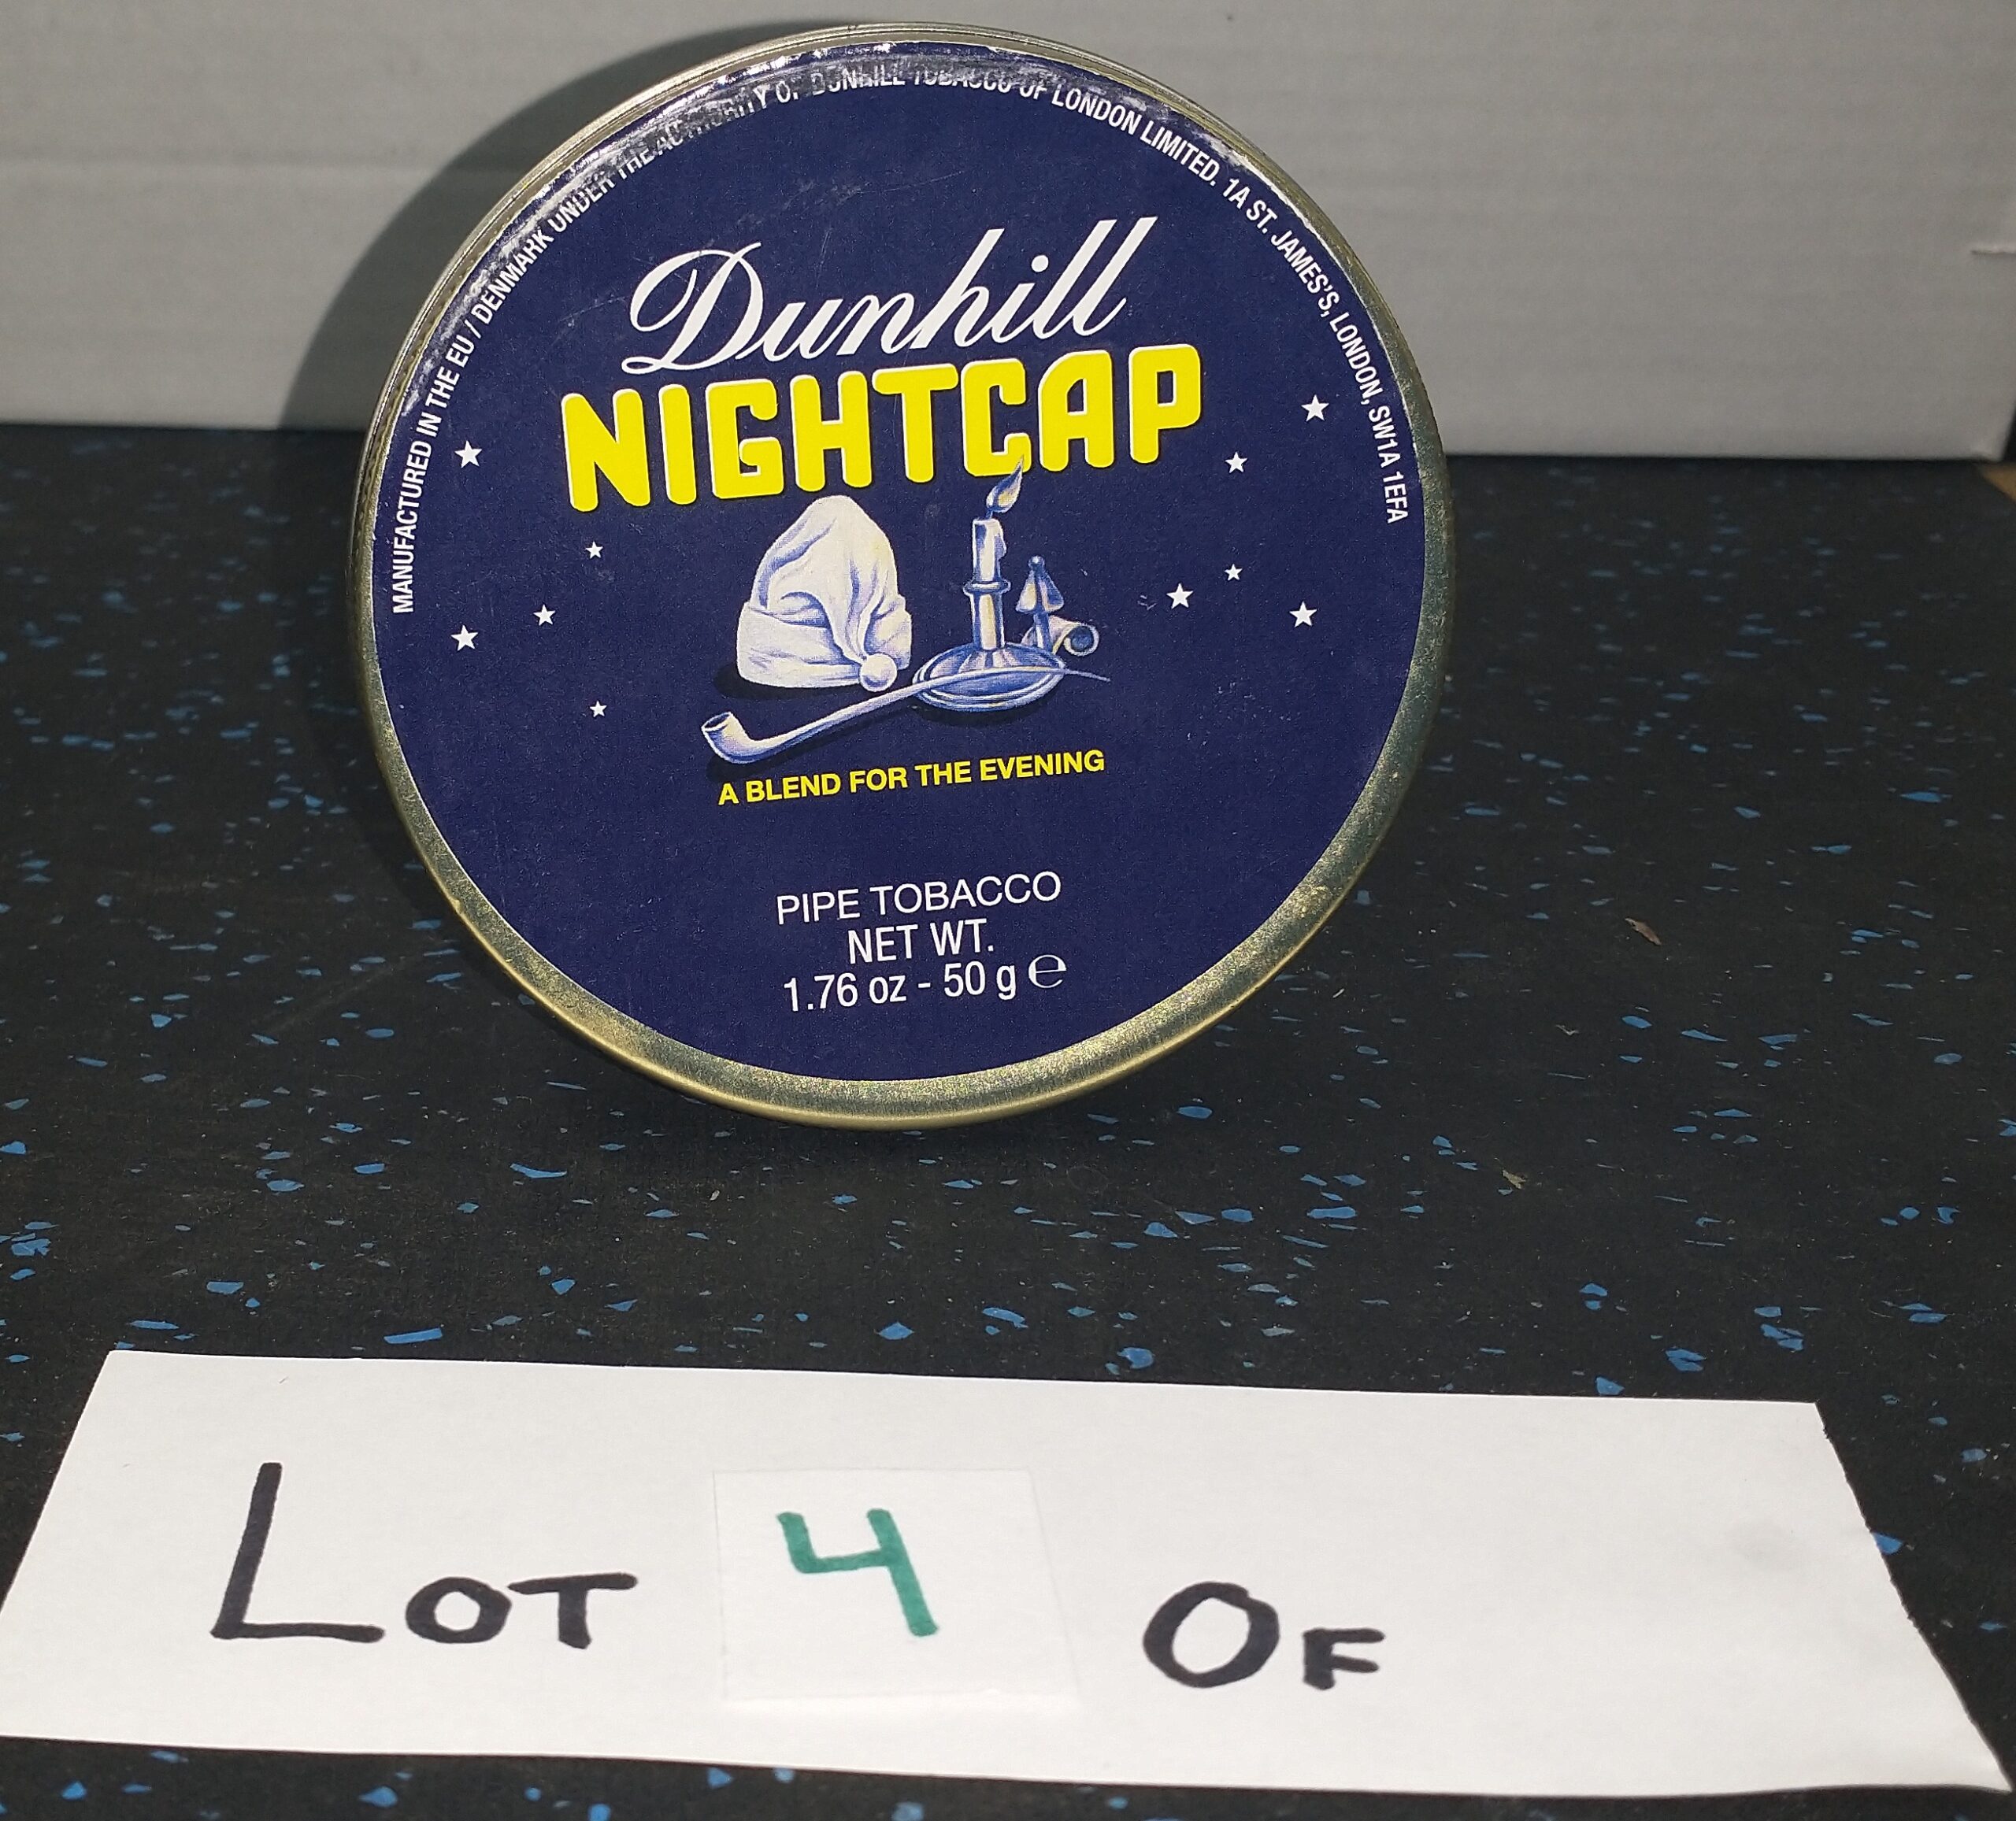 MANUFACTURED IN THE EU / DENMARK UNDER THE AUTHORITY OF DUNHILL TOBACCO OF LONDON LIMITED. 1A ST. JAMES'S, LONDON, SW1A 1EFA
Dunhill
NIGHTCAP
A BLEND FOR THE EVENING
PIPE TOBACCO
NET WT.
1.76 oz - 50 g ℮
LOT 4 OF